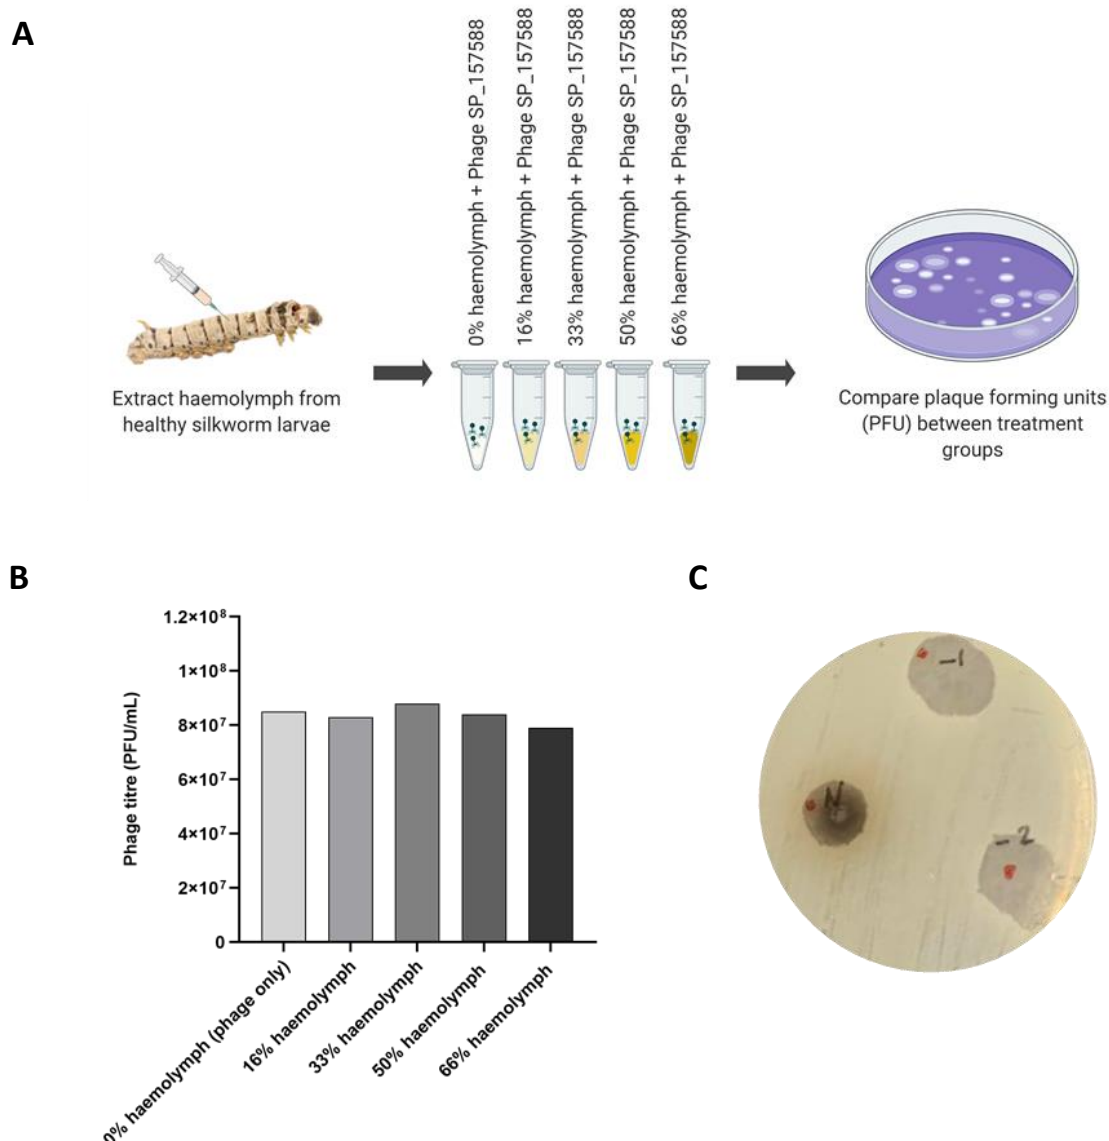 A
0% haemolymph + Phage SP_157588
16% haemolymph + Phage SP_157588
33% haemolymph + Phage SP_157588
50% haemolymph + Phage SP_157588
66% haemolymph + Phage SP_157588
Extract haemolymph from
healthy silkworm larvae
Compare plaque forming units
(PFU) between treatment
groups
B
Phage titre (PFU/mL)
1.2×10⁸
1×10⁸
8×10⁷
6×10⁷
4×10⁷
2×10⁷
0
0% haemolymph (phage only)
16% haemolymph
33% haemolymph
50% haemolymph
66% haemolymph
C
-1
N
-2